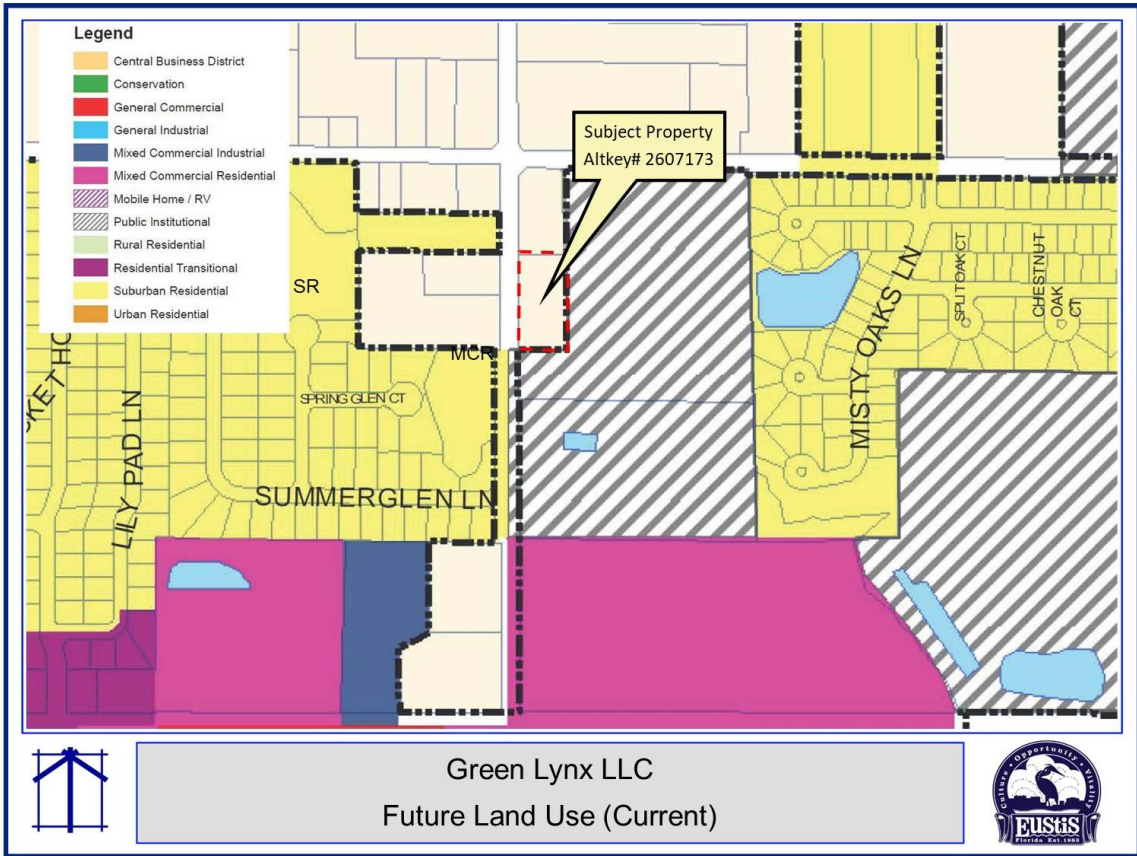 Legend
Central Business District
Conservation
General Commercial
General Industrial
Mixed Commercial Industrial
Mixed Commercial Residential
Mobile Home / RV
Public Institutional
Rural Residential
Residential Transitional
Suburban Residential
Urban Residential
Subject Property
Altkey# 2607173
SR
MCR
SPRING GLEN CT
SUMMERGLEN LN
LILY PAD LN
KET HO
MISTY OAKS LN
SPLIT OAK CT
CHESTNUT
OAK
CT
Green Lynx LLC
Future Land Use (Current)
Culture • Opportunity • Vitality
EUSTIS
Florida Est. 1883